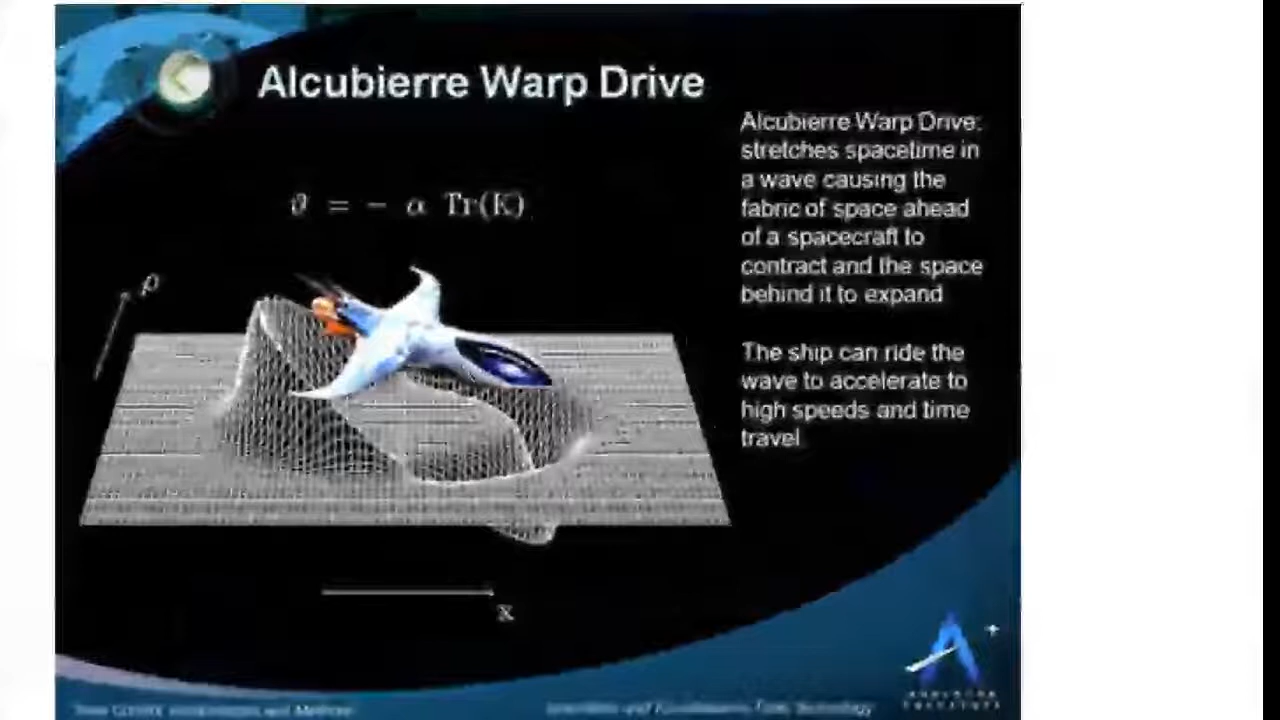 Alcubierre Warp Drive
Alcubierre Warp Drive:
stretches spacetime in
a wave causing the
fabric of space ahead
of a spacecraft to
contract and the space
behind it to expand
The ship can ride the
wave to accelerate to
high speeds and time
travel
ϑ = − α Tr(K)
ρ
x